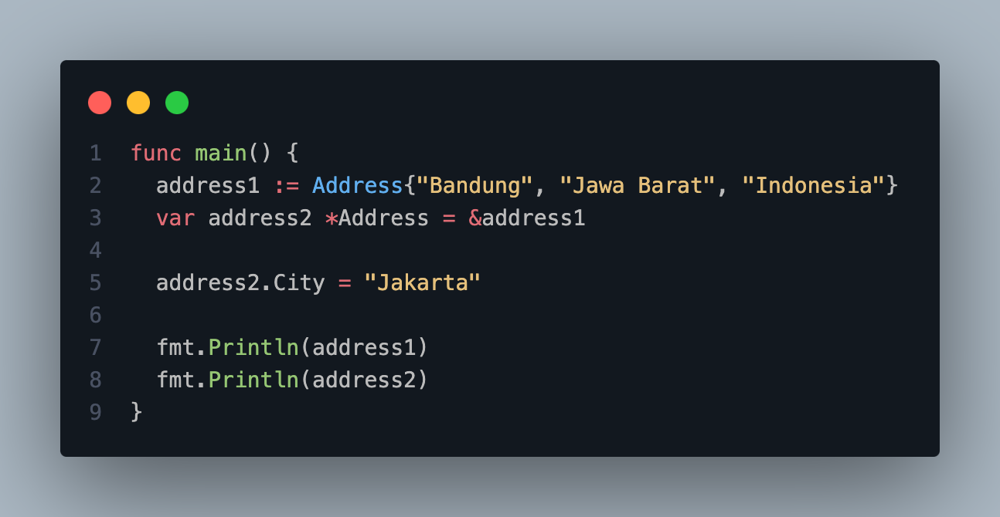 1 func main() {
2   address1 := Address{"Bandung", "Jawa Barat", "Indonesia"}
3   var address2 *Address = &address1
4
5   address2.City = "Jakarta"
6
7   fmt.Println(address1)
8   fmt.Println(address2)
9 }